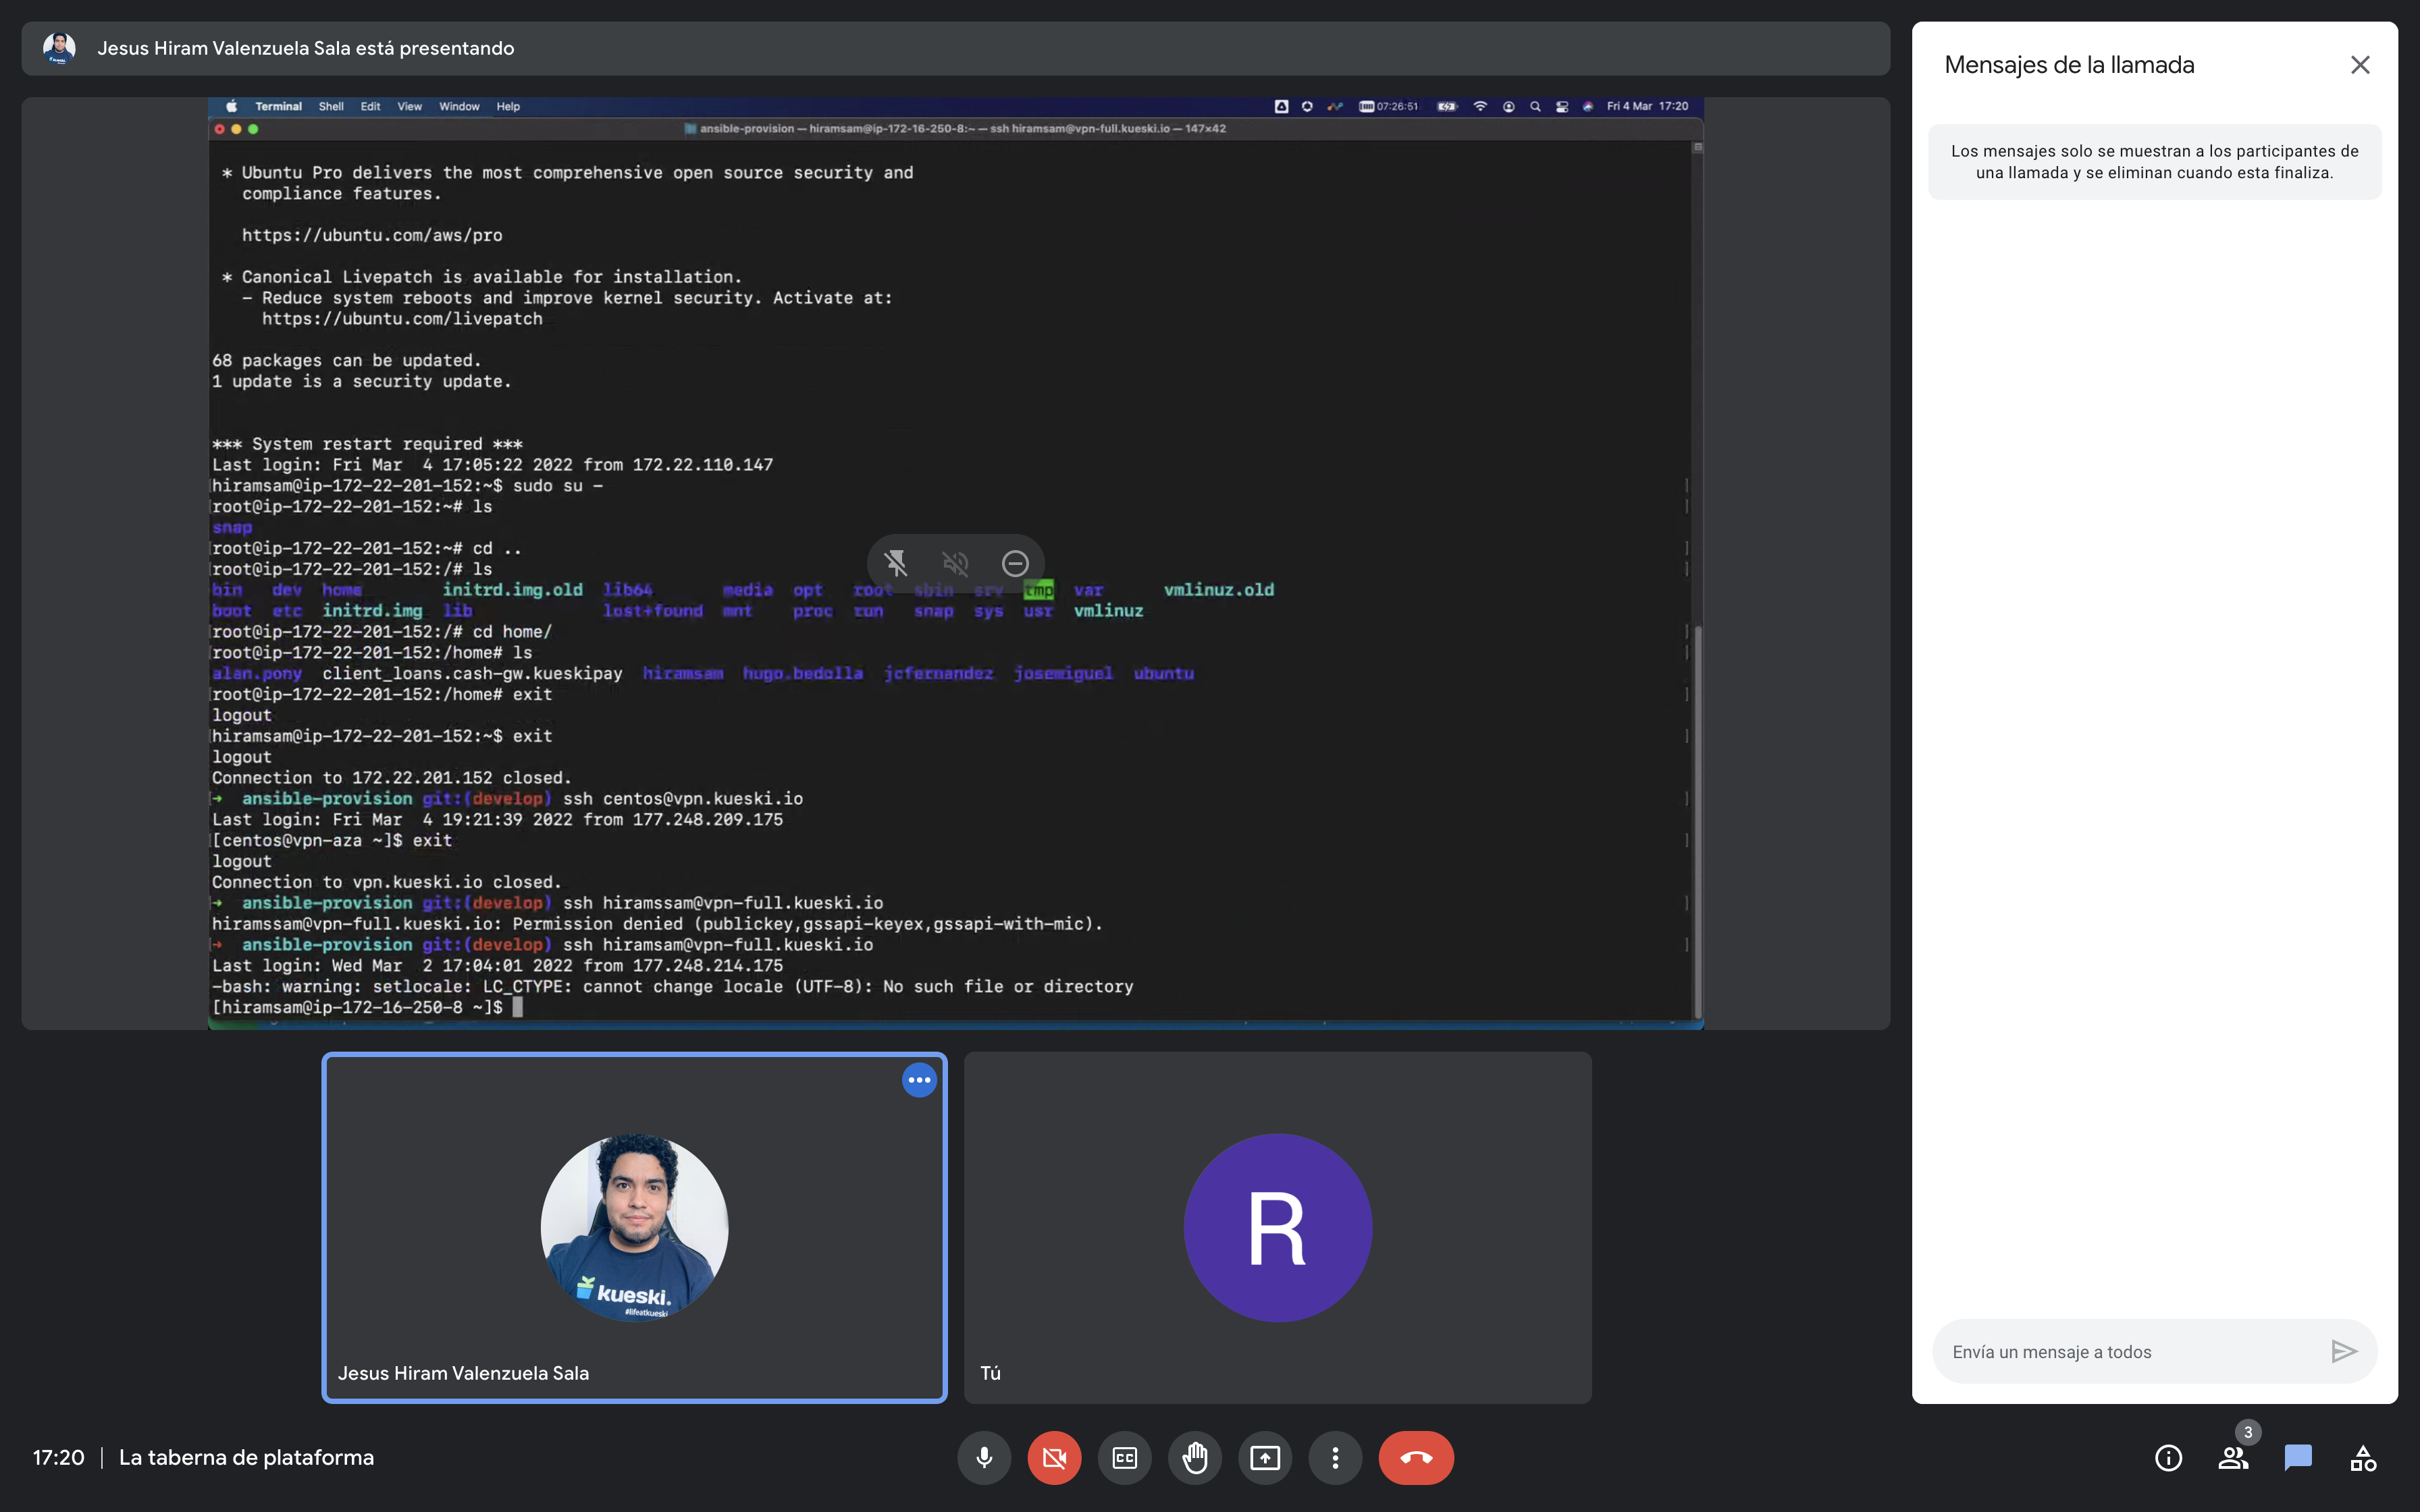 Jesus Hiram Valenzuela Sala está presentando
Terminal Shell Edit View Window Help
07:26:51
Fri 4 Mar 17:20
ansible-provision — hiramsam@ip-172-16-250-8:~ — ssh hiramsam@vpn-full.kueski.io — 147×42
* Ubuntu Pro delivers the most comprehensive open source security and
compliance features.
https://ubuntu.com/aws/pro
* Canonical Livepatch is available for installation.
- Reduce system reboots and improve kernel security. Activate at:
https://ubuntu.com/livepatch
68 packages can be updated.
1 update is a security update.
*** System restart required ***
Last login: Fri Mar  4 17:05:22 2022 from 172.22.110.147
hiramsam@ip-172-22-201-152:~$ sudo su -
[root@ip-172-22-201-152:~# ls
snap
[root@ip-172-22-201-152:~# cd ..
[root@ip-172-22-201-152:/# ls
bin dev home initrd.img.old lib64 media opt root sbin srv tmp var vmlinuz.old
boot etc initrd.img lib lost+found mnt proc run snap sys usr vmlinuz
[root@ip-172-22-201-152:/# cd home/
[root@ip-172-22-201-152:/home# ls
alan.pony client_loans.cash-gw.kueskipay hiramsam hugo.bedolla jcfernandez josemiguel ubuntu
[root@ip-172-22-201-152:/home# exit
logout
hiramsam@ip-172-22-201-152:~$ exit
logout
Connection to 172.22.201.152 closed.
[➜ ansible-provision git:(develop) ssh centos@vpn.kueski.io
Last login: Fri Mar  4 19:21:39 2022 from 177.248.209.175
[[centos@vpn-aza ~]$ exit
logout
Connection to vpn.kueski.io closed.
[➜ ansible-provision git:(develop) ssh hiramssam@vpn-full.kueski.io
hiramssam@vpn-full.kueski.io: Permission denied (publickey,gssapi-keyex,gssapi-with-mic).
[➜ ansible-provision git:(develop) ssh hiramsam@vpn-full.kueski.io
Last login: Wed Mar  2 17:04:01 2022 from 177.248.214.175
-bash: warning: setlocale: LC_CTYPE: cannot change locale (UTF-8): No such file or directory
[hiramsam@ip-172-16-250-8 ~]$
kueski.
#lifeatkueski
R
Jesus Hiram Valenzuela Sala
Tú
17:20 | La taberna de plataforma
CC
3
Mensajes de la llamada
Los mensajes solo se muestran a los participantes de
una llamada y se eliminan cuando esta finaliza.
Envía un mensaje a todos